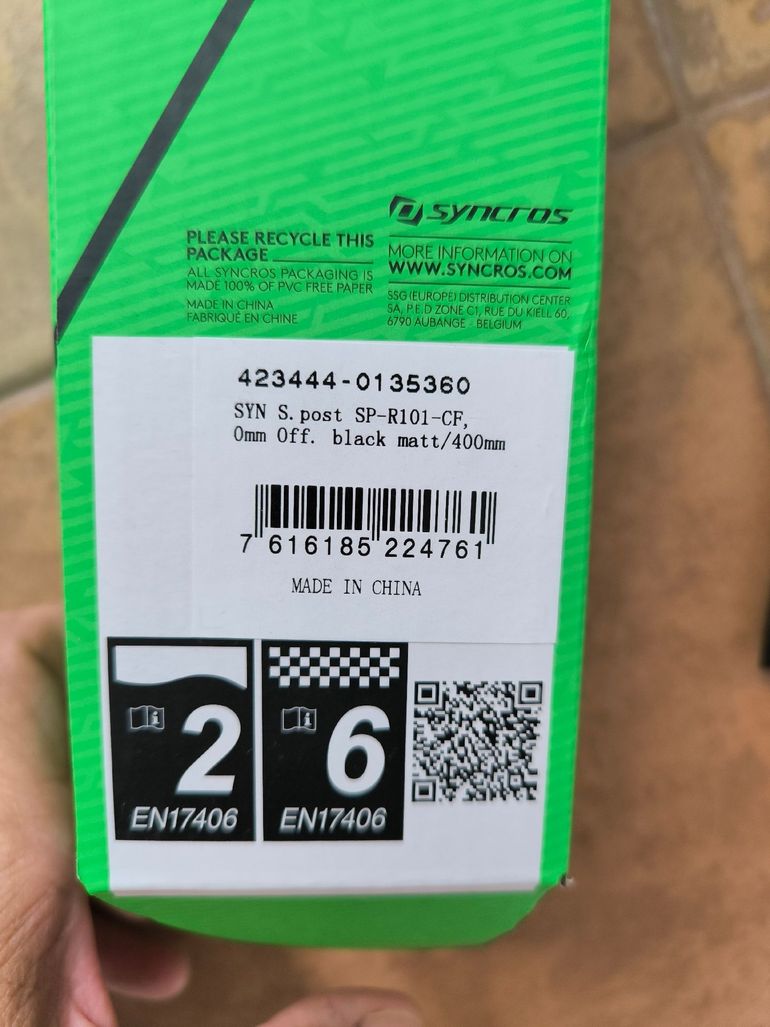 syncros
PLEASE RECYCLE THIS
PACKAGE
ALL SYNCROS PACKAGING IS
MADE 100% OF PVC FREE PAPER
MADE IN CHINA
FABRIQUÉ EN CHINE
MORE INFORMATION ON
WWW.SYNCROS.COM
SSG (EUROPE) DISTRIBUTION CENTER
SA, P.E.D ZONE C1, RUE DU KIELL 60,
6790 AUBANGE - BELGIUM
423444-0135360
SYN S.post SP-R101-CF,
0mm Off. black matt/400mm
7 616185 224761
MADE IN CHINA
i 2
EN17406
i 6
EN17406